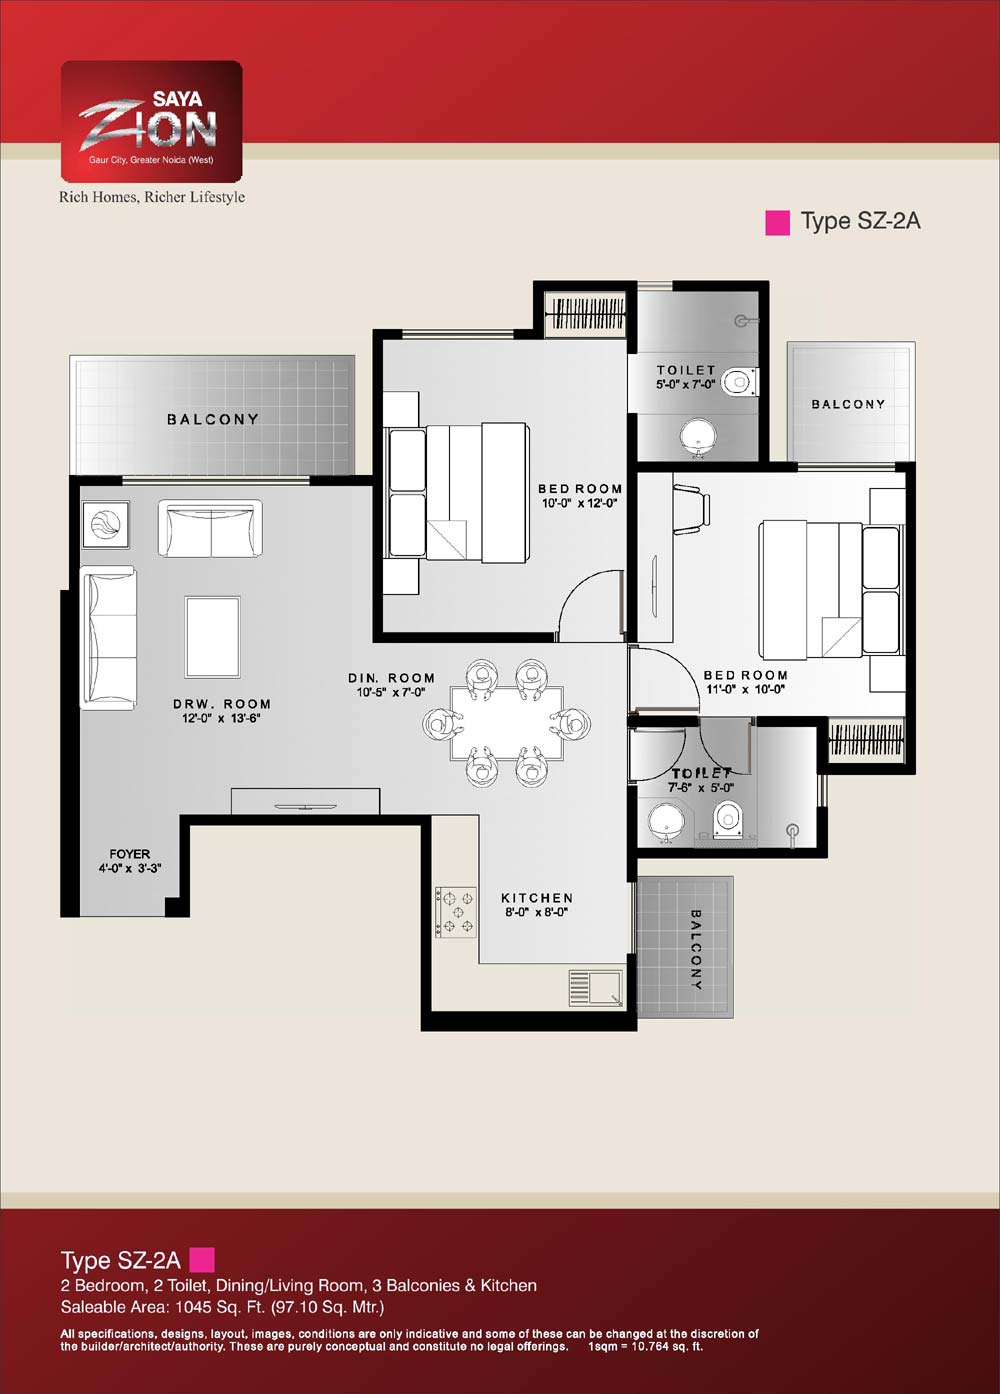 SAYA
ZION
Gaur City, Greater Noida (West)
Rich Homes, Richer Lifestyle
Type SZ-2A
TOILET
5'-0" x 7'-0"
BALCONY
BALCONY
BED ROOM
10'-0" x 12'-0"
DIN. ROOM
10'-5" x 7'-0"
BED ROOM
11'-0" x 10'-0"
DRW. ROOM
12'-0" x 13'-6"
TOILET
7'-6" x 5'-0"
FOYER
4'-0" x 3'-3"
KITCHEN
8'-0" x 8'-0"
BALCONY
Type SZ-2A
2 Bedroom, 2 Toilet, Dining/Living Room, 3 Balconies & Kitchen
Saleable Area: 1045 Sq. Ft. (97.10 Sq. Mtr.)
All specifications, designs, layout, images, conditions are only indicative and some of these can be changed at the discretion of
the builder/architect/authority. These are purely conceptual and constitute no legal offerings. 1sqm = 10.764 sq. ft.